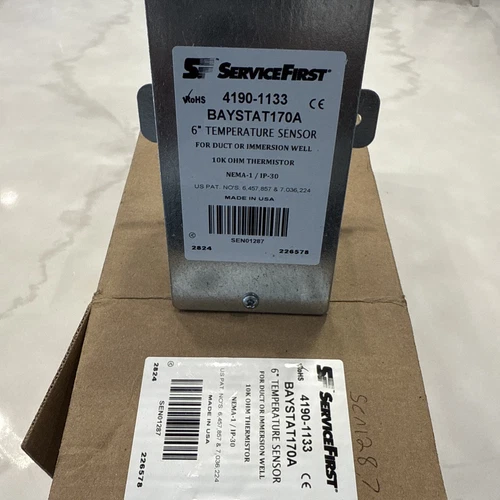 SF SERVICEFIRST®
RoHS 4190-1133 CE
BAYSTAT170A
6" TEMPERATURE SENSOR
FOR DUCT OR IMMERSION WELL
10K OHM THERMISTOR
NEMA-1 / IP-30
US PAT. NO'S. 6,457,857 & 7,036,224
MADE IN USA
SEN01287
2824 226578
SF SERVICEFIRST®
RoHS 4190-1133 CE
BAYSTAT170A
6" TEMPERATURE SENSOR
FOR DUCT OR IMMERSION WELL
10K OHM THERMISTOR
NEMA-1 / IP-30
US PAT. NO'S. 6,457,857 & 7,036,224
MADE IN USA
SEN01287
2824 226578
SEN1287